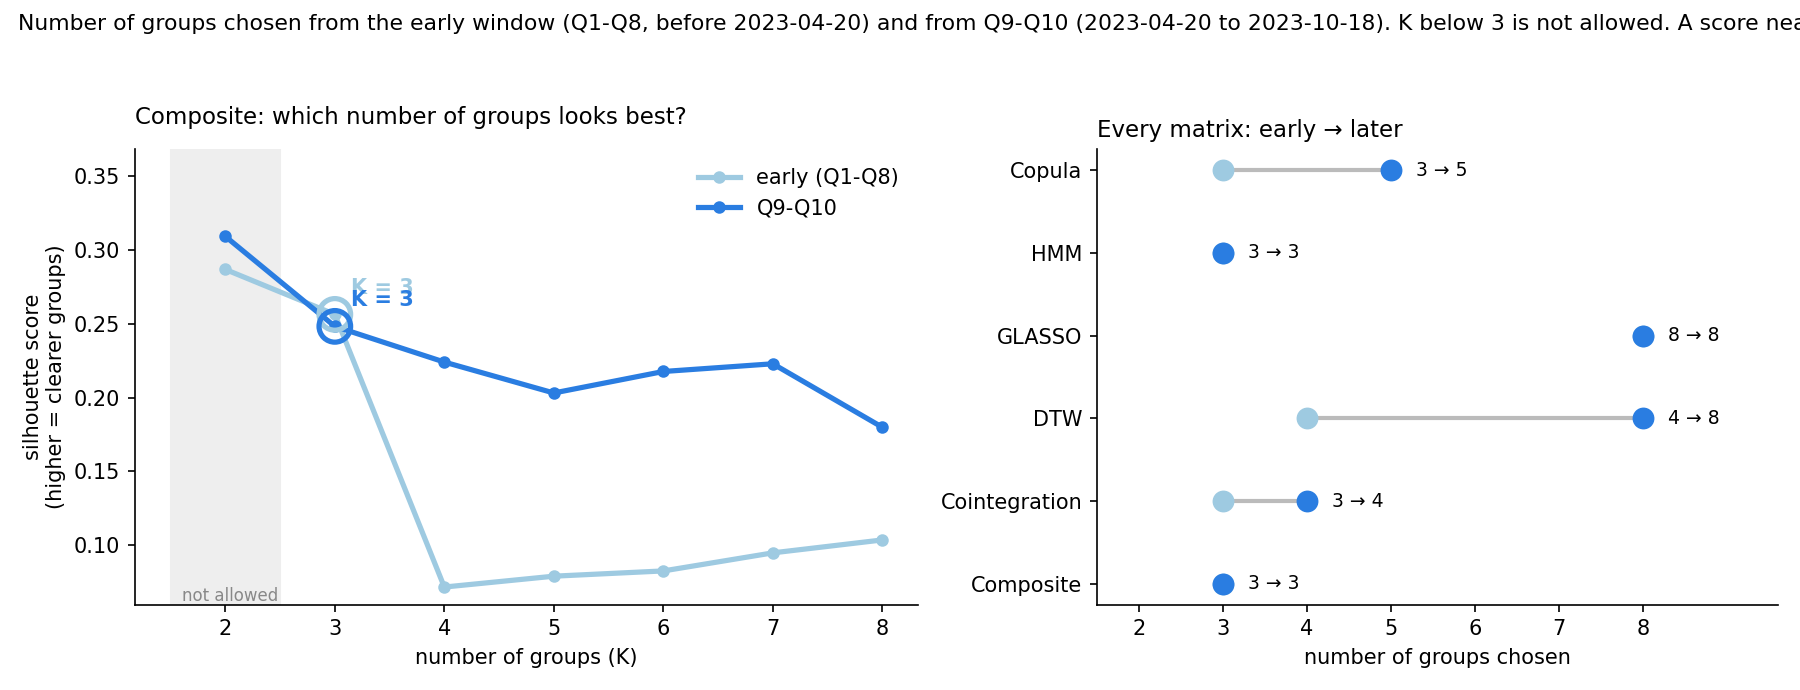 Number of groups chosen from the early window (Q1-Q8, before 2023-04-20) and from Q9-Q10 (2023-04-20 to 2023-10-18). K below 3 is not allowed. A score
Composite: which number of groups looks best?
0.35
0.30
0.25
0.20
0.15
0.10
silhouette score
(higher = clearer groups)
early (Q1-Q8)
Q9-Q10
K = 3
K = 3
not allowed
2 3 4 5 6 7 8
number of groups (K)
Every matrix: early → later
Copula
3 → 5
HMM
3 → 3
GLASSO
8 → 8
DTW
4 → 8
Cointegration
3 → 4
Composite
3 → 3
2 3 4 5 6 7 8
number of groups chosen